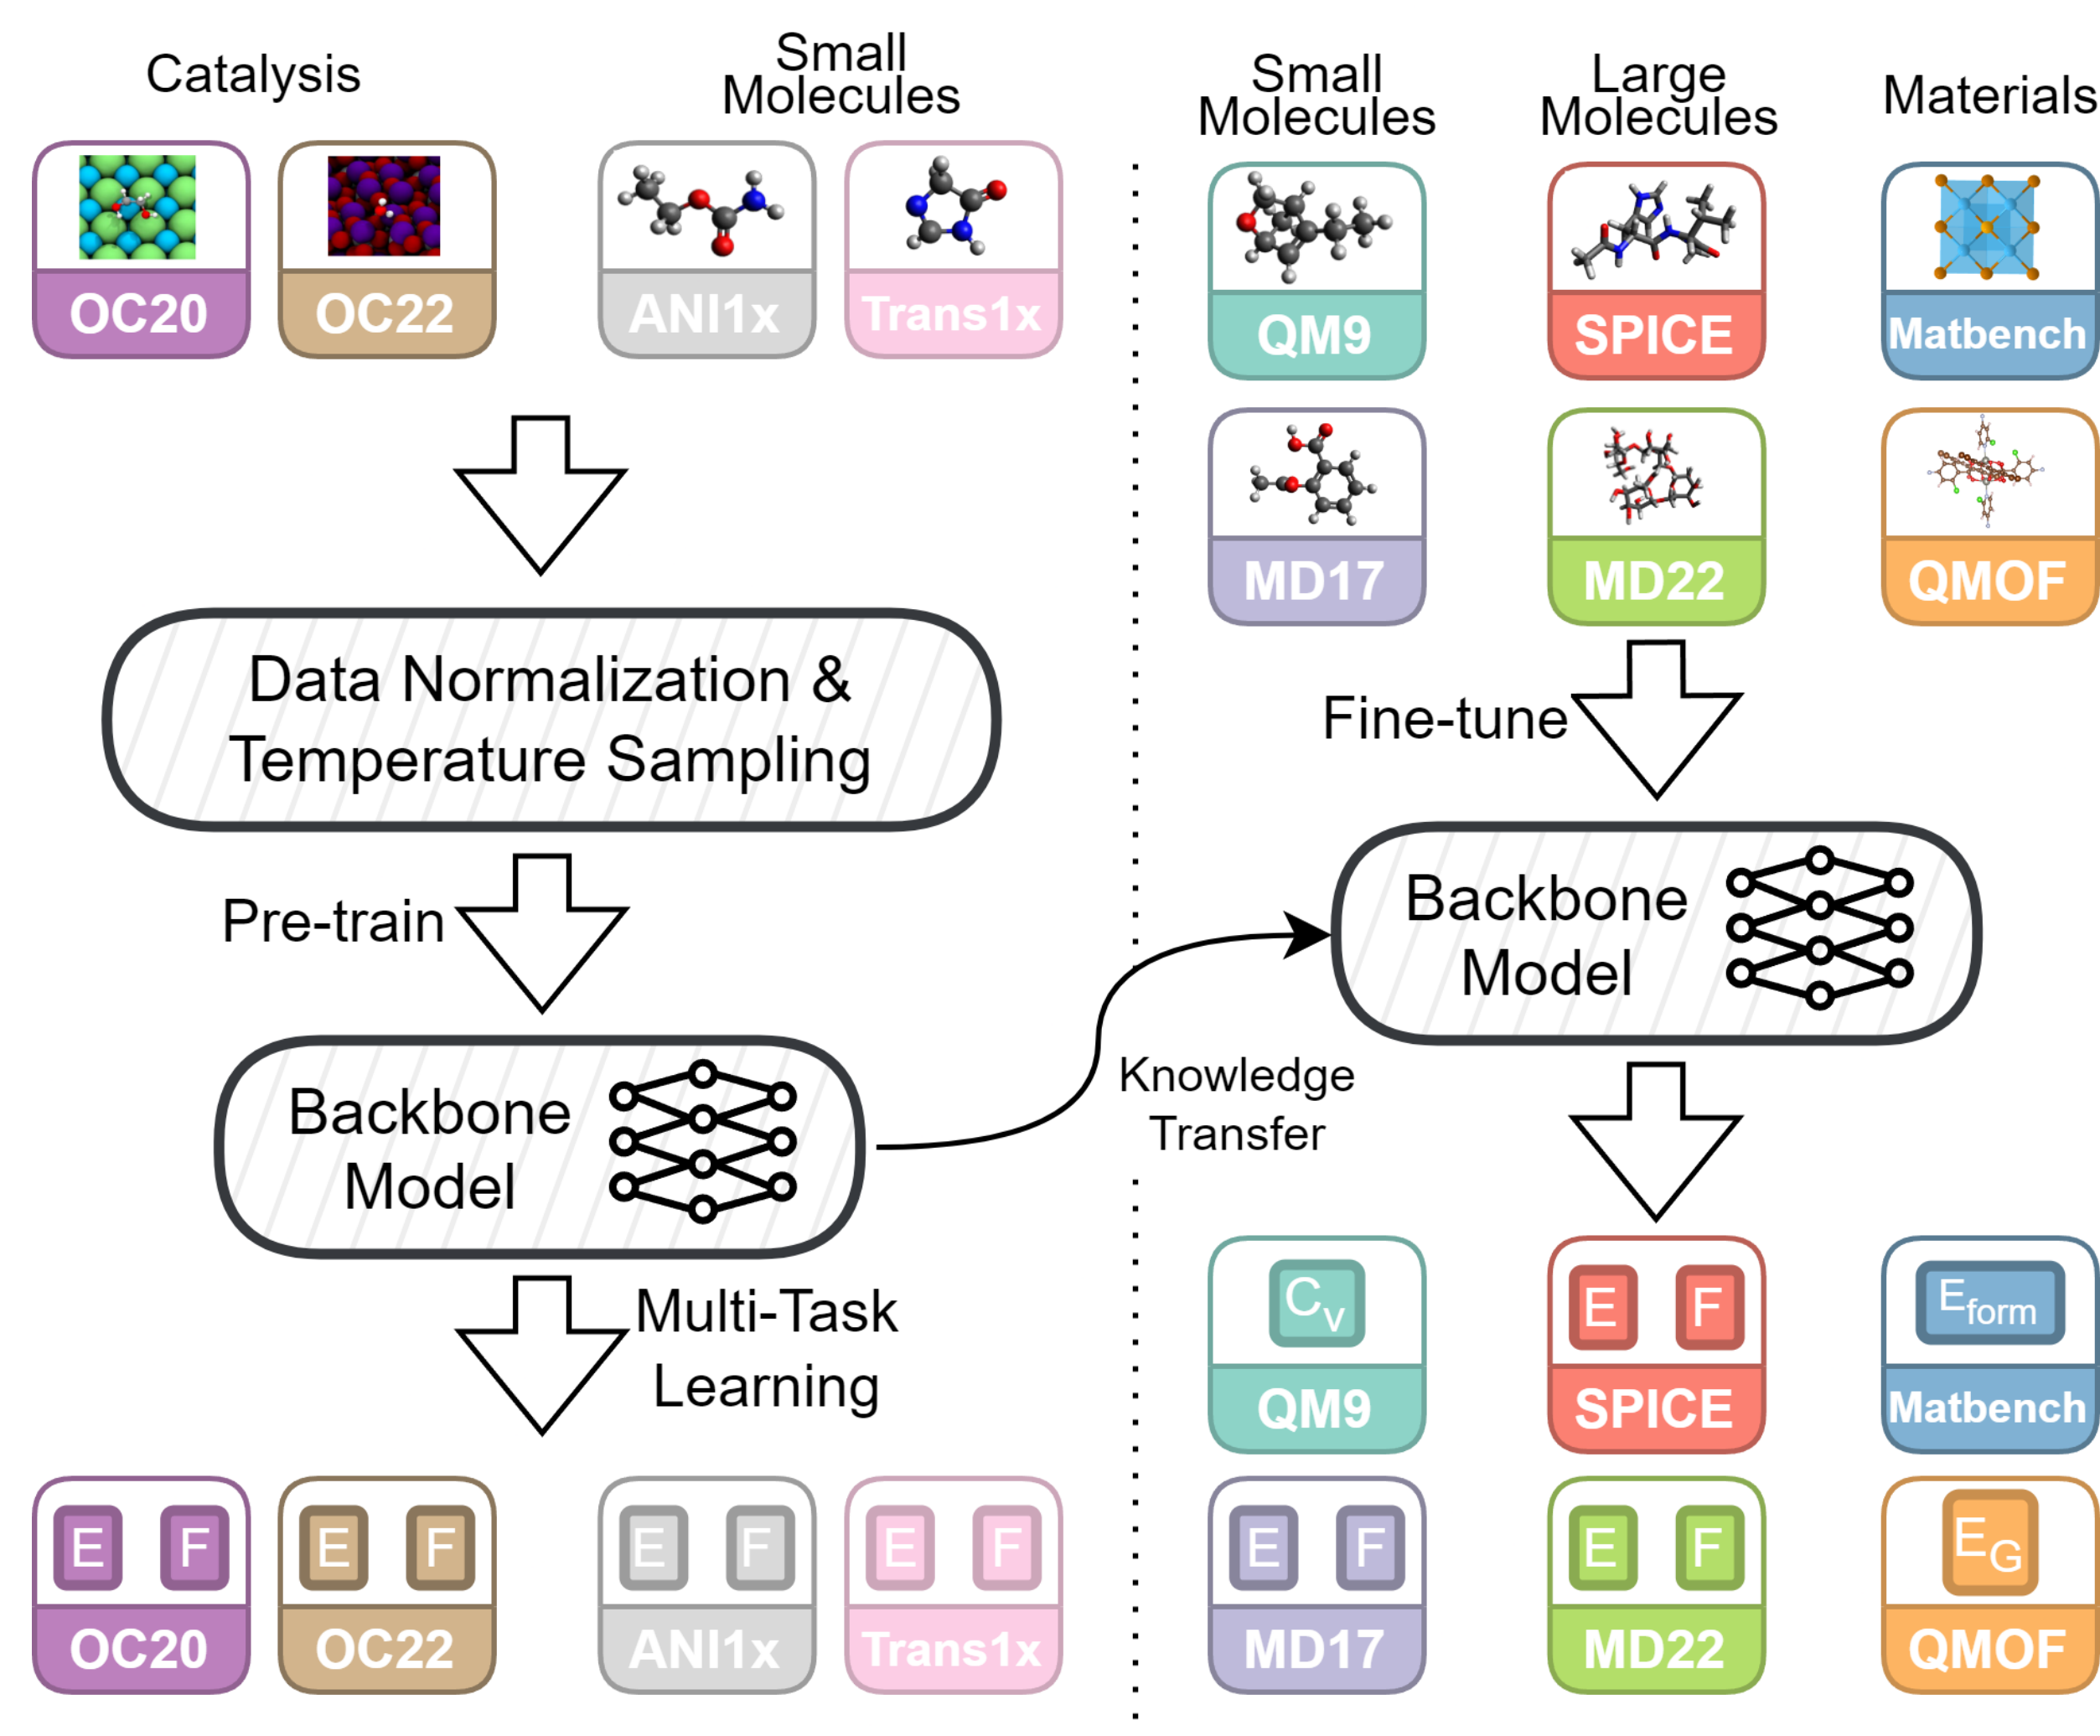 Catalysis
Small
Molecules
OC20
OC22
ANI1x
Trans1x
Data Normalization &
Temperature Sampling
Pre-train
Backbone
Model
Multi-Task
Learning
E F
OC20
E F
OC22
E F
ANI1x
E F
Trans1x
Knowledge
Transfer
Small
Molecules
Large
Molecules
Materials
QM9
SPICE
Matbench
MD17
MD22
QMOF
Fine-tune
Backbone
Model
Cv
QM9
E F
SPICE
Eform
Matbench
E F
MD17
E F
MD22
EG
QMOF